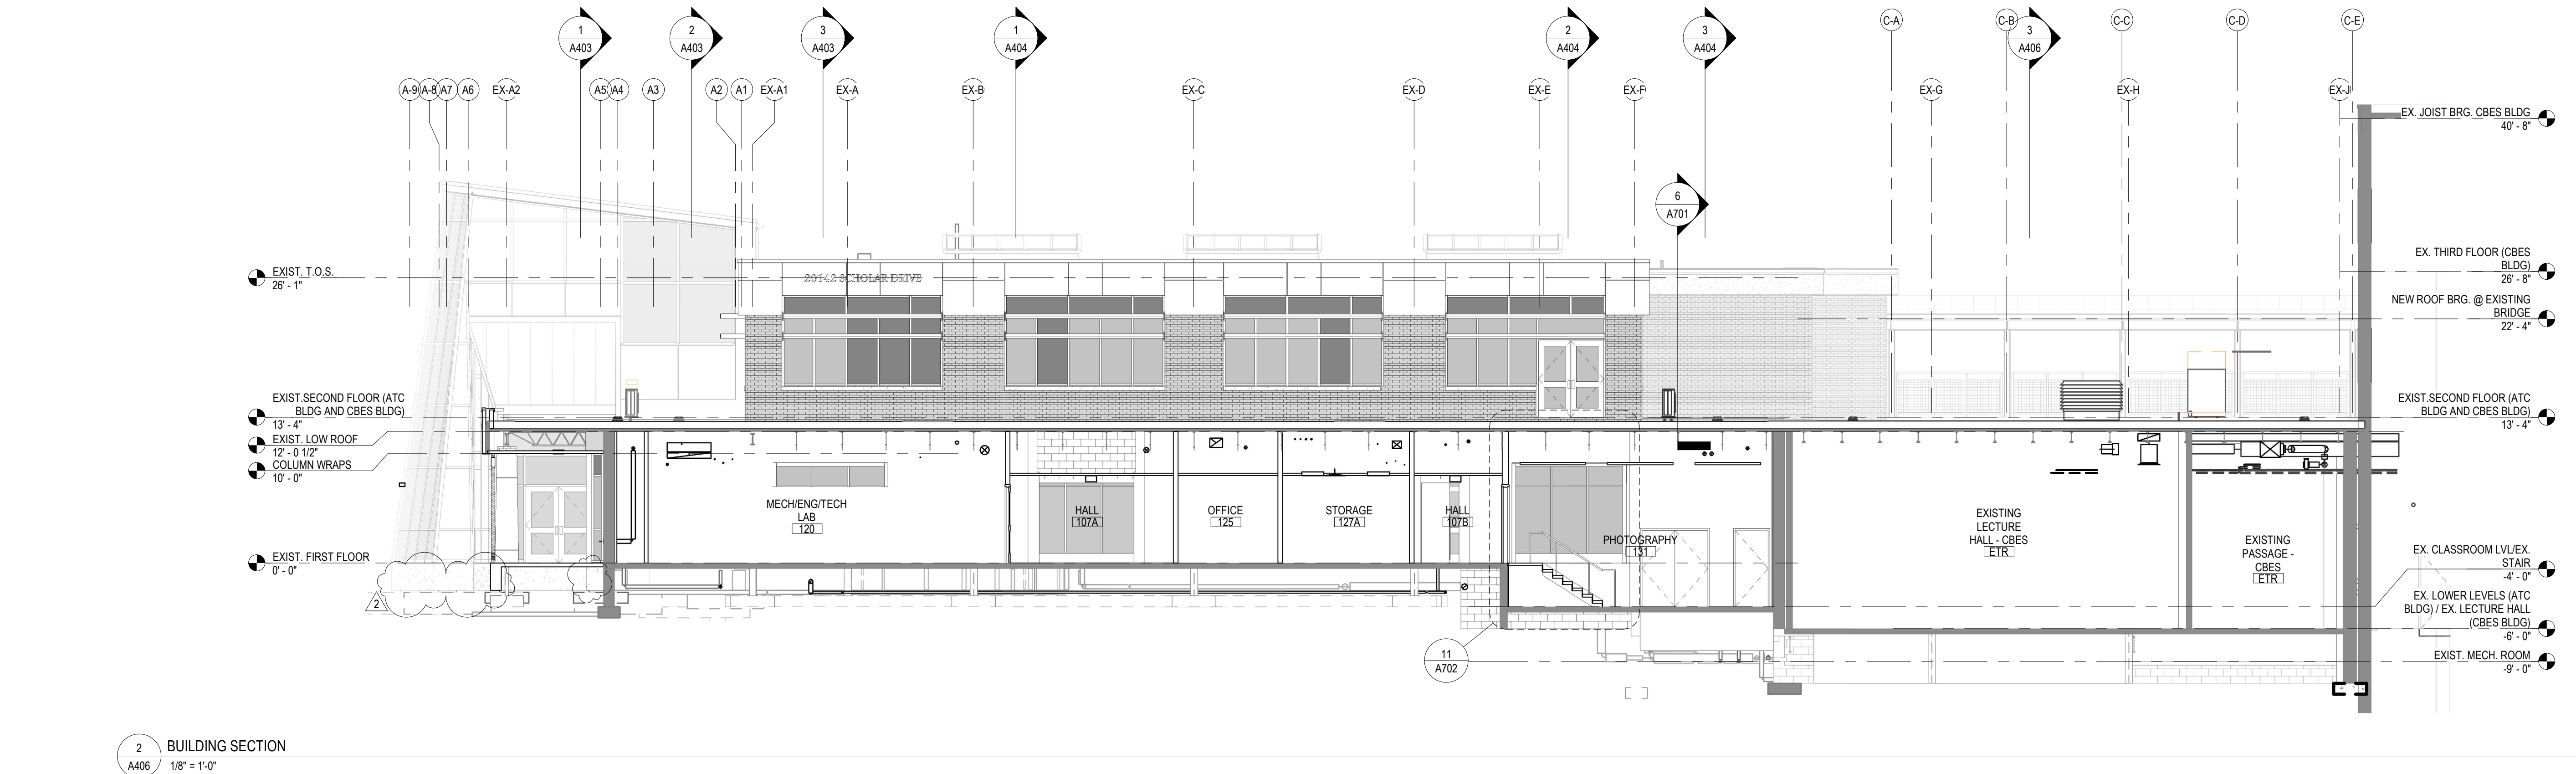 1
A403
2
A403
3
A403
1
A404
2
A404
3
A404
C-A
C-B
3
A406
C-C
C-D
C-E
A-9
A-8
A7
A6
EX-A2
A5
A4
A3
A2
A1
EX-A1
EX-A
EX-B
EX-C
EX-D
EX-E
EX-F
EX-G
EX-H
EX-J
EX. JOIST BRG. CBES BLDG
40' - 8"
6
A701
EXIST. T.O.S.
26' - 1"
20142 SCHOLAR DRIVE
EX. THIRD FLOOR (CBES
BLDG)
26' - 8"
NEW ROOF BRG. @ EXISTING
BRIDGE
22' - 4"
EXIST.SECOND FLOOR (ATC
BLDG AND CBES BLDG)
13' - 4"
EXIST.SECOND FLOOR (ATC
BLDG AND CBES BLDG)
13' - 4"
EXIST. LOW ROOF
12' - 0 1/2"
COLUMN WRAPS
10' - 0"
MECH/ENG/TECH
LAB
120
HALL
107A
OFFICE
125
STORAGE
127A
HALL
107B
PHOTOGRAPHY
131
EXISTING
LECTURE
HALL - CBES
ETR
EXISTING
PASSAGE -
CBES
ETR
EXIST. FIRST FLOOR
0' - 0"
2
EX. CLASSROOM LVL/EX.
STAIR
-4' - 0"
EX. LOWER LEVELS (ATC
BLDG) / EX. LECTURE HALL
(CBES BLDG)
-6' - 0"
EXIST. MECH. ROOM
-9' - 0"
11
A702
2
A406
BUILDING SECTION
1/8" = 1'-0"